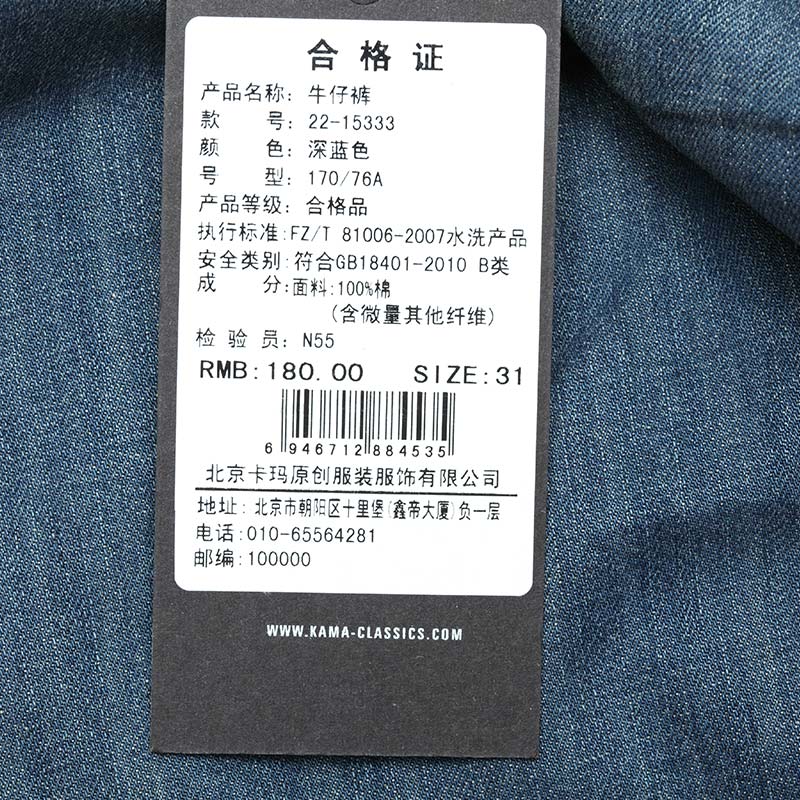 合格证
产品名称: 牛仔裤
款 号: 22-15333
颜 色: 深蓝色
号 型: 170/76A
产品等级: 合格品
执行标准:FZ/T 81006-2007水洗产品
安全类别:符合GB18401-2010 B类
成 分:面料:100%棉
(含微量其他纤维)
检 验 员: N55
RMB:180.00 SIZE:31
6 946712 884535
北京卡玛原创服装服饰有限公司
地址: 北京市朝阳区十里堡(鑫帝大厦)负一层
电话:010-65564281
邮编:100000
WWW.KAMA-CLASSICS.COM